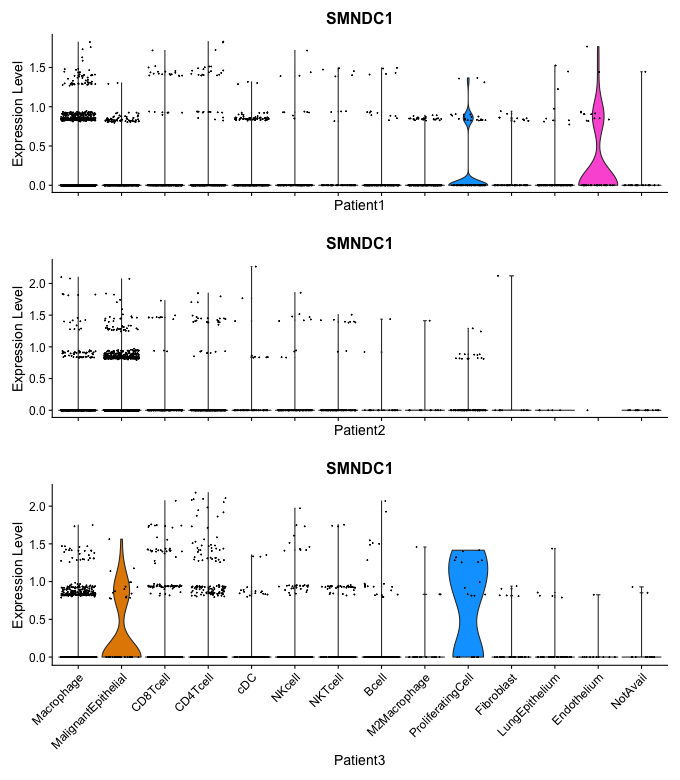 SMNDC1
Expression Level
1.5
1.0
0.5
0.0
Patient1
SMNDC1
Expression Level
2.0
1.5
1.0
0.5
0.0
Patient2
SMNDC1
Expression Level
2.0
1.5
1.0
0.5
0.0
Macrophage
MalignantEpithelial
CD8Tcell
CD4Tcell
cDC
NKcell
NKTcell
Bcell
M2Macrophage
ProliferatingCell
Fibroblast
LungEpithelium
Endothelium
NotAvail
Patient3